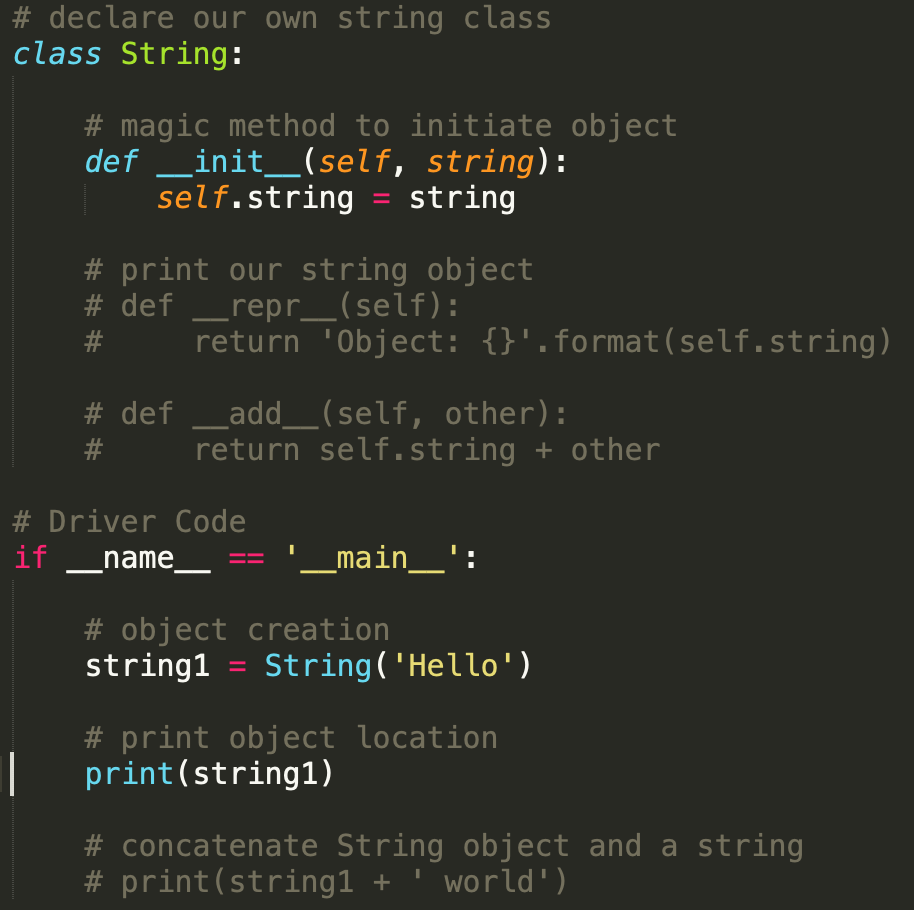 # declare our own string class
class String:
    # magic method to initiate object
    def __init__(self, string):
        self.string = string
    # print our string object
    # def __repr__(self):
    #     return 'Object: {}'.format(self.string)
    # def __add__(self, other):
    #     return self.string + other
# Driver Code
if __name__ == '__main__':
    # object creation
    string1 = String('Hello')
    # print object location
    print(string1)
    # concatenate String object and a string
    # print(string1 + ' world')